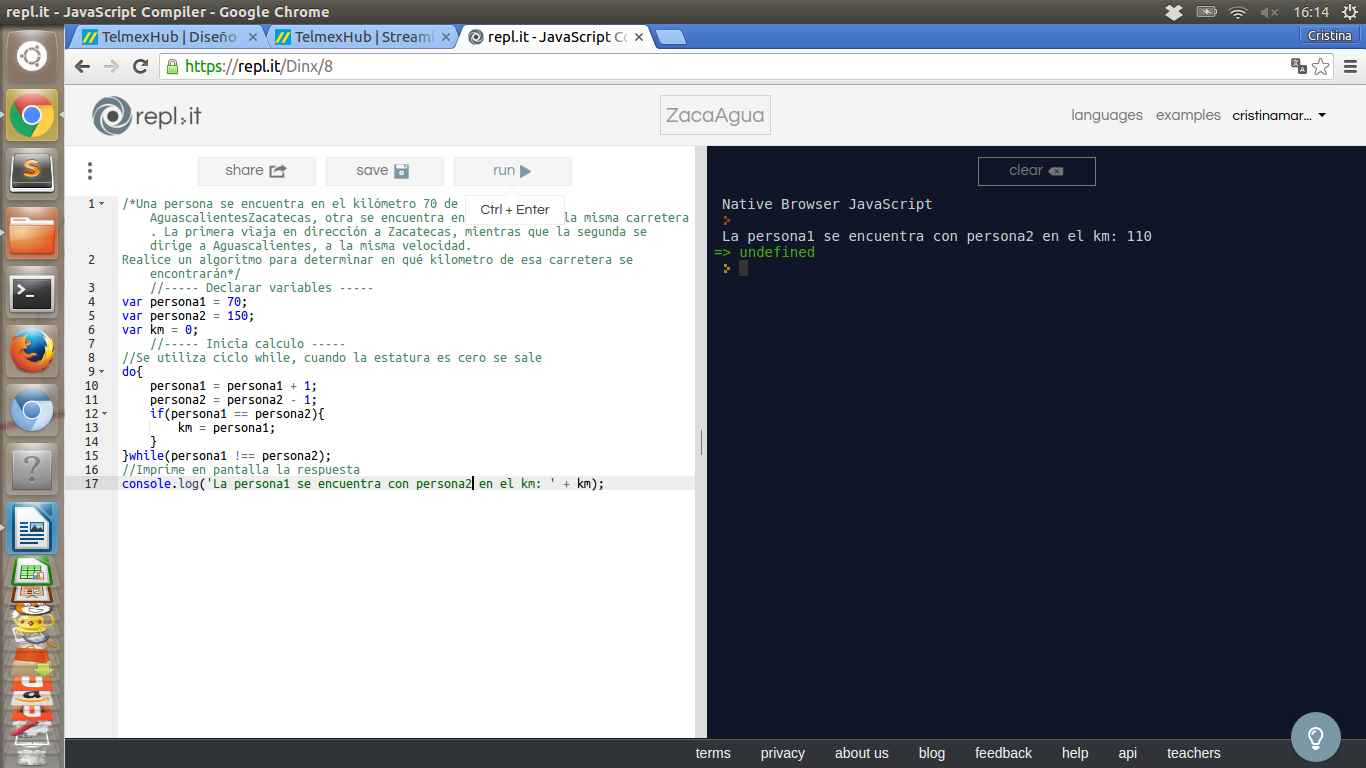 repl.it - JavaScript Compiler - Google Chrome
16:14
TelmexHub | Diseño
TelmexHub | Streami
repl.it - JavaScript Co
Cristina
https://repl.it/Dinx/8
repl.it
ZacaAgua
languages
examples
cristinamar...
share
save
run
clear
Ctrl + Enter
1 /*Una persona se encuentra en el kilómetro 70 de
AguascalientesZacatecas, otra se encuentra en la misma carretera
. La primera viaja en dirección a Zacatecas, mientras que la segunda se
dirige a Aguascalientes, a la misma velocidad.
2 Realice un algoritmo para determinar en qué kilometro de esa carretera se
encontrarán*/
3 //----- Declarar variables -----
4 var persona1 = 70;
5 var persona2 = 150;
6 var km = 0;
7 //----- Inicia calculo -----
8 //Se utiliza ciclo while, cuando la estatura es cero se sale
9 do{
10 persona1 = persona1 + 1;
11 persona2 = persona2 - 1;
12 if(persona1 == persona2){
13 km = persona1;
14 }
15 }while(persona1 !== persona2);
16 //Imprime en pantalla la respuesta
17 console.log('La persona1 se encuentra con persona2 en el km: ' + km);
Native Browser JavaScript
La persona1 se encuentra con persona2 en el km: 110
=> undefined
terms
privacy
about us
blog
feedback
help
api
teachers